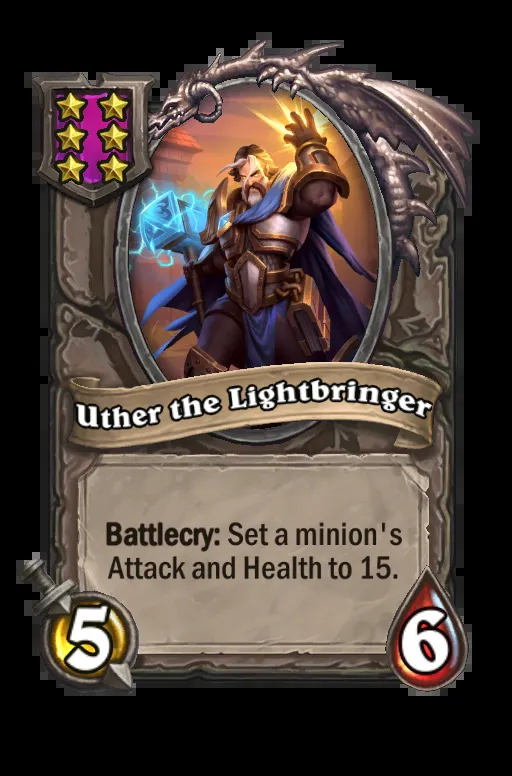 Uther the Lightbringer
Battlecry: Set a minion's
Attack and Health to 15.
5
6